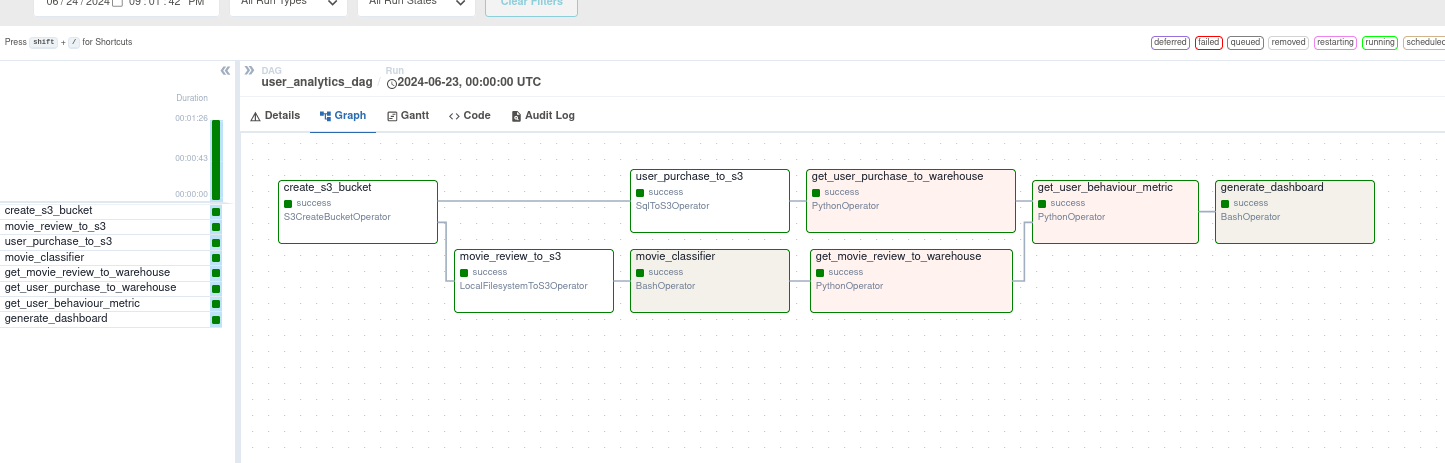 06/24/2024 09:01:42 PM
All Run Types
All Run States
Clear Filters
Press shift + / for Shortcuts
deferred failed queued removed restarting running scheduled
DAG
user_analytics_dag
/
Run
2024-06-23, 00:00:00 UTC
Details
Graph
Gantt
Code
Audit Log
Duration
00:01:26
00:00:43
00:00:00
create_s3_bucket
movie_review_to_s3
user_purchase_to_s3
movie_classifier
get_movie_review_to_warehouse
get_user_purchase_to_warehouse
get_user_behaviour_metric
generate_dashboard
create_s3_bucket
success
S3CreateBucketOperator
user_purchase_to_s3
success
SqlToS3Operator
get_user_purchase_to_warehouse
success
PythonOperator
get_user_behaviour_metric
success
PythonOperator
generate_dashboard
success
BashOperator
movie_review_to_s3
success
LocalFilesystemToS3Operator
movie_classifier
success
BashOperator
get_movie_review_to_warehouse
success
PythonOperator